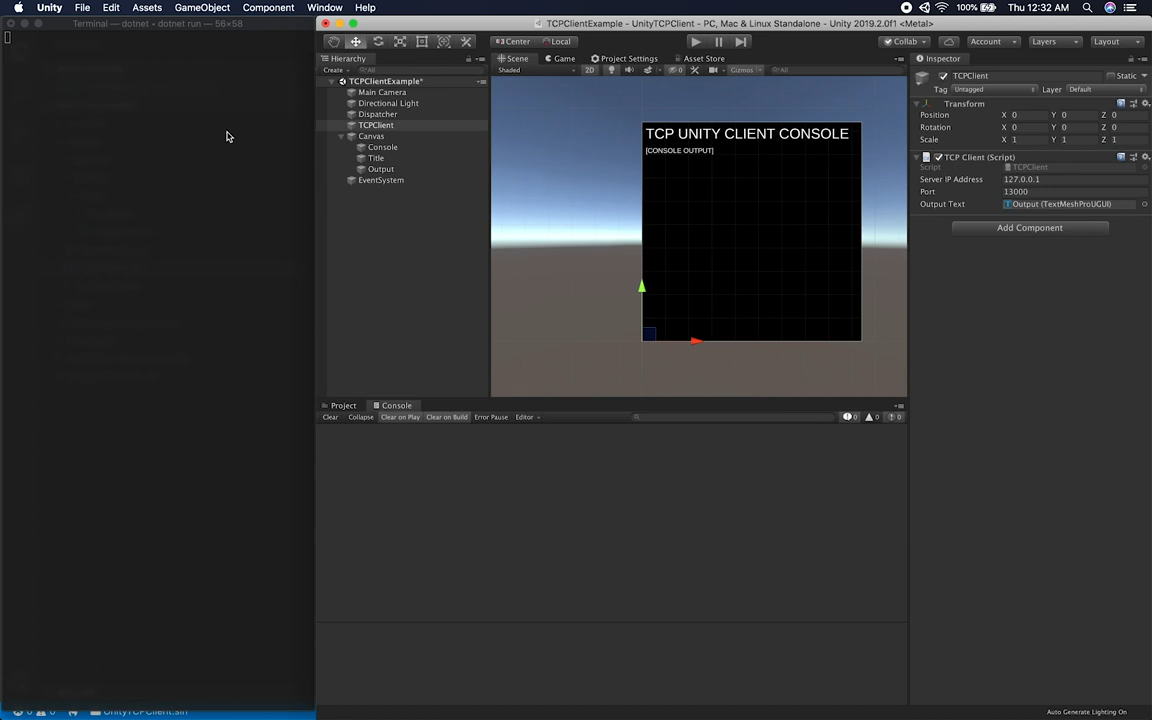 Unity File Edit Assets GameObject Component Window Help 100% Thu 12:32 AM
Terminal — dotnet - dotnet run — 56×58
TCPClientExample - UnityTCPClient - PC, Mac & Linux Standalone - Unity 2019.2.0f1 <Metal>
Center Local Collab Account Layers Layout
Hierarchy
Create All
TCPClientExample*
Main Camera
Directional Light
Dispatcher
TCPClient
Canvas
Console
Title
Output
EventSystem
Scene Game Project Settings Asset Store
Shaded 2D 0 Gizmos All
TCP UNITY CLIENT CONSOLE
[CONSOLE OUTPUT]
Inspector
TCPClient Static
Tag Untagged Layer Default
Transform
Position X 0 Y 0 Z 0
Rotation X 0 Y 0 Z 0
Scale X 1 Y 1 Z 1
TCP Client (Script)
Script TCPClient
Server IP Address 127.0.0.1
Port 13000
Output Text Output (TextMeshProUGUI)
Add Component
Project Console
Clear Collapse Clear on Play Clear on Build Error Pause Editor 0 0 0
UnityTCPClient.sln
Auto Generate Lighting On